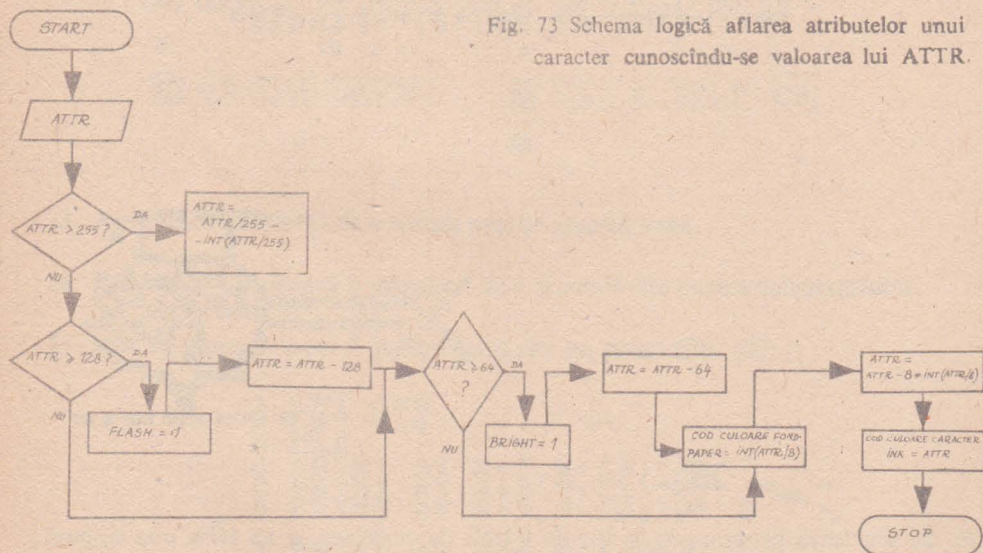 Fig. 73 Schema logică aflarea atributelor unui
caracter cunoscîndu-se valoarea lui ATTR.
START
ATTR
ATTR > 255 ?
DA
ATTR =
ATTR/255 -
- INT(ATTR/255)
NU
ATTR ≥ 128 ?
DA
FLASH = 1
NU
ATTR = ATTR - 128
ATTR ≥ 64
?
DA
BRIGHT = 1
NU
ATTR = ATTR - 64
COD CULOARE FOND-
PAPER = INT(ATTR/8)
ATTR =
ATTR - 8 * INT(ATTR/8)
COD CULOARE CARACTER
INK = ATTR
STOP